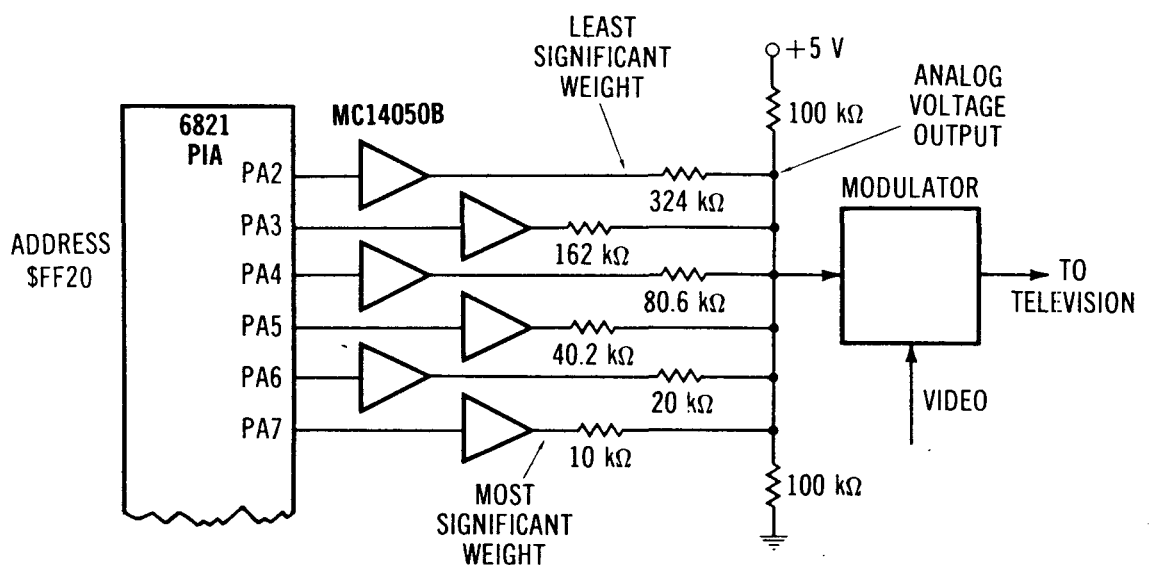 LEAST
SIGNIFICANT
WEIGHT
+5 V
ANALOG
VOLTAGE
OUTPUT
100 kΩ
6821
PIA
MC14050B
PA2
324 kΩ
MODULATOR
PA3
162 kΩ
ADDRESS
$FF20
PA4
80.6 kΩ
TO
TELEVISION
PA5
40.2 kΩ
PA6
20 kΩ
VIDEO
PA7
10 kΩ
100 kΩ
MOST
SIGNIFICANT
WEIGHT